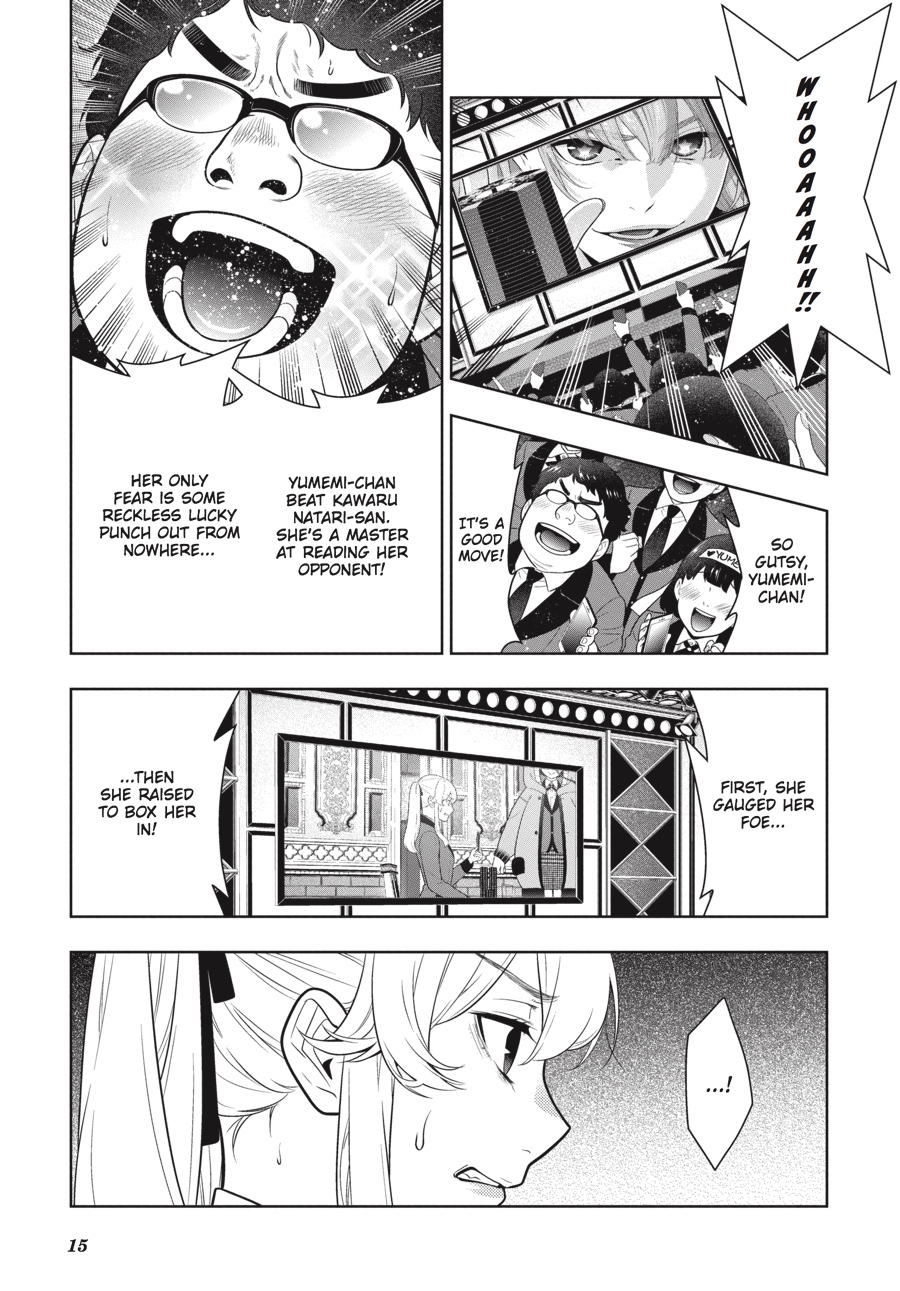 WHOOAAAHH!!
SO
GUTSY,
YUMEMI-
CHAN!
♥YUME
IT'S A
GOOD
MOVE!
YUMEMI-CHAN
BEAT KAWARU
NATARI-SAN.
SHE'S A MASTER
AT READING HER
OPPONENT!
HER ONLY
FEAR IS SOME
RECKLESS LUCKY
PUNCH OUT FROM
NOWHERE...
FIRST, SHE
GAUGED HER
FOE...
...THEN
SHE RAISED
TO BOX HER
IN!
...!
15